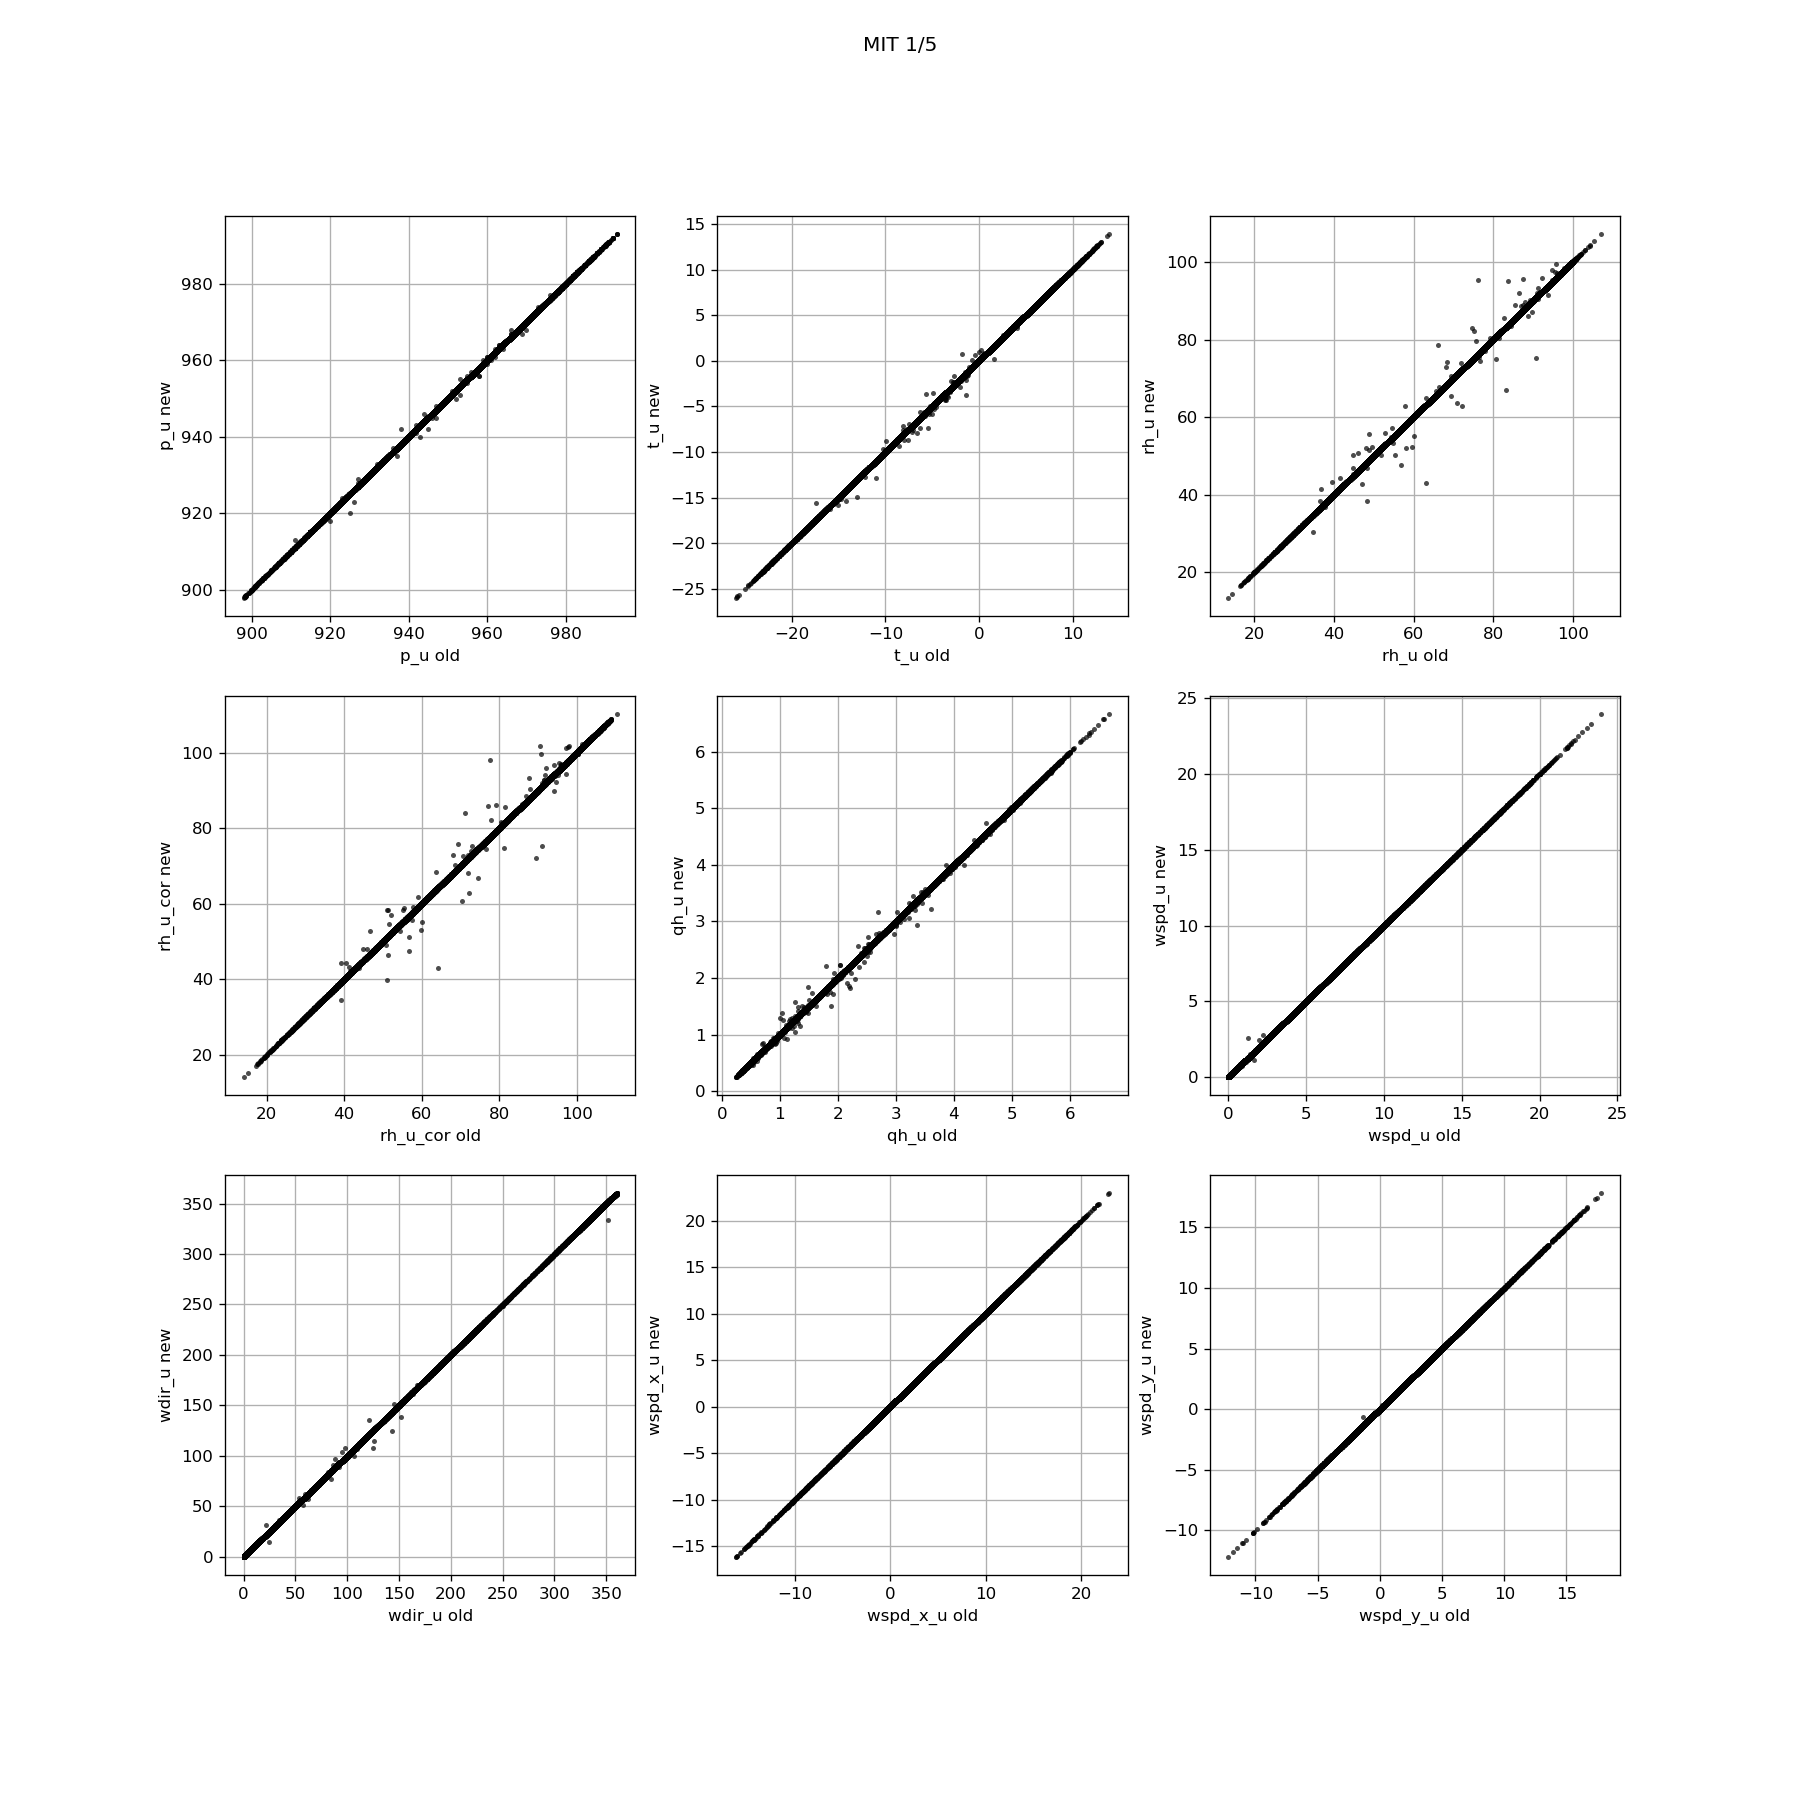 MIT 1/5
980
960
940
920
900
p_u new
900 920 940 960 980
p_u old
15
10
5
0
−5
−10
−15
−20
−25
t_u new
−20 −10 0 10
t_u old
100
80
60
40
20
rh_u new
20 40 60 80 100
rh_u old
100
80
60
40
20
rh_u_cor new
20 40 60 80 100
rh_u_cor old
6
5
4
3
2
1
0
qh_u new
0 1 2 3 4 5 6
qh_u old
25
20
15
10
5
0
wspd_u new
0 5 10 15 20 25
wspd_u old
350
300
250
200
150
100
50
0
wdir_u new
0 50 100 150 200 250 300 350
wdir_u old
20
15
10
5
0
−5
−10
−15
wspd_x_u new
−10 0 10 20
wspd_x_u old
15
10
5
0
−5
−10
wspd_y_u new
−10 −5 0 5 10 15
wspd_y_u old